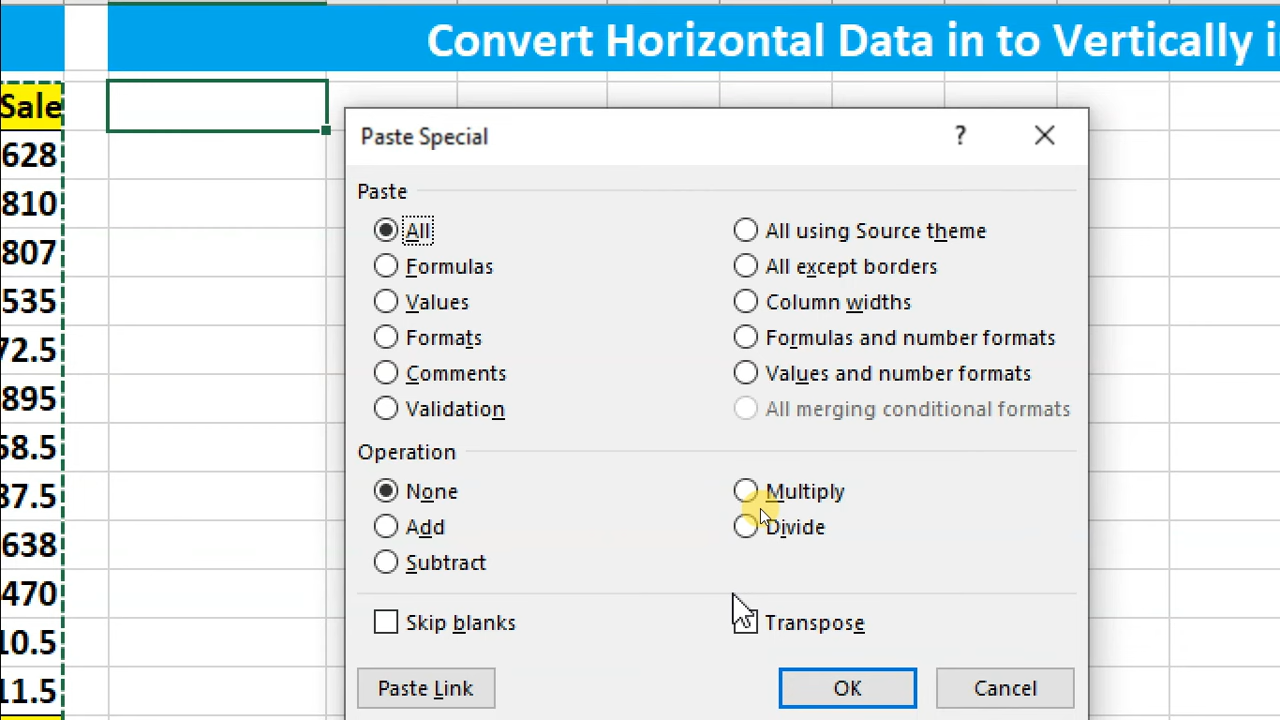 Convert Horizontal Data in to Vertically i
Sale
628
810
807
535
72.5
895
58.5
87.5
638
470
10.5
11.5
Paste Special
?
Paste
All
All using Source theme
Formulas
All except borders
Values
Column widths
Formats
Formulas and number formats
Comments
Values and number formats
Validation
All merging conditional formats
Operation
None
Multiply
Add
Divide
Subtract
Skip blanks
Transpose
Paste Link
OK
Cancel